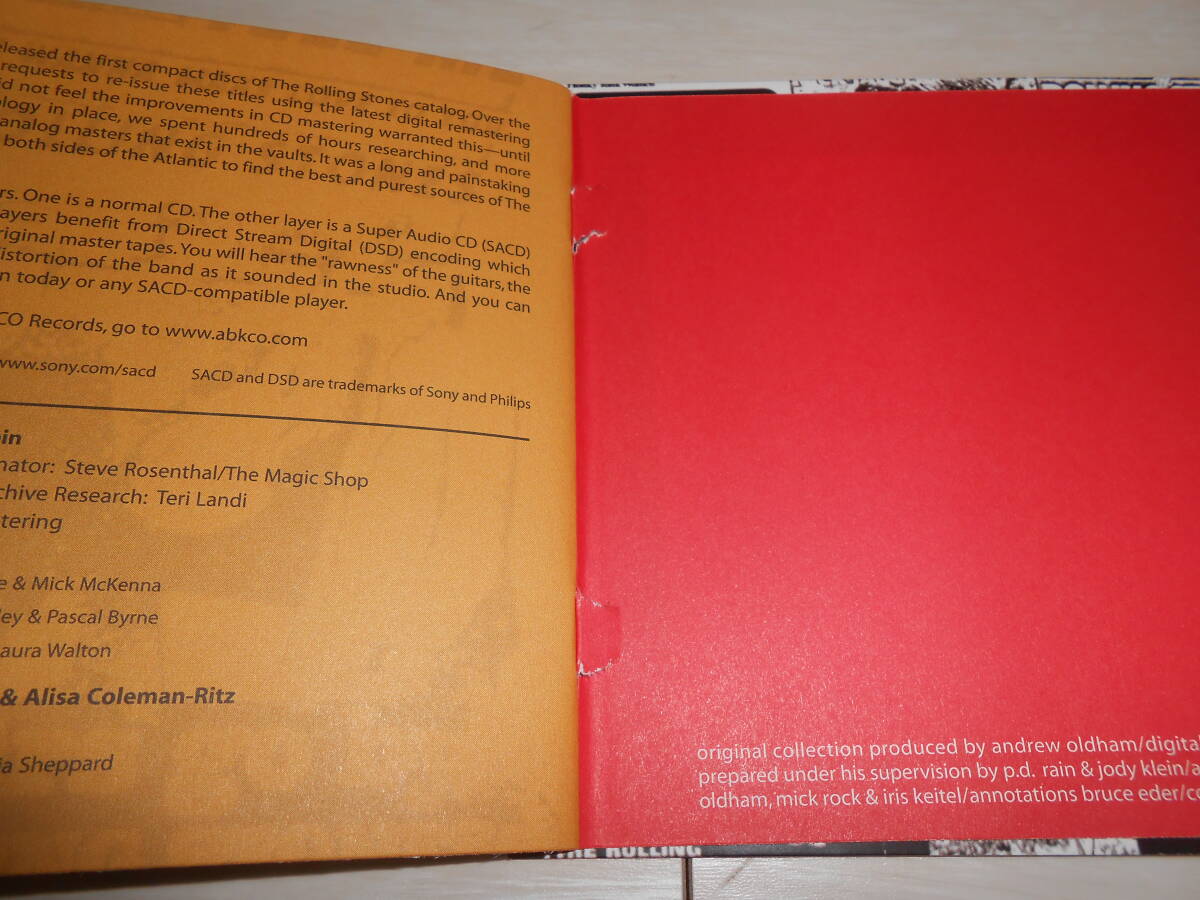 eleased the first compact discs of The Rolling Stones catalog. Over the
requests to re-issue these titles using the latest digital remastering
id not feel the improvements in CD mastering warranted this—until
ology in place, we spent hundreds of hours researching, and more
analog masters that exist in the vaults. It was a long and painstaking
both sides of the Atlantic to find the best and purest sources of The
rs. One is a normal CD. The other layer is a Super Audio CD (SACD)
ayers benefit from Direct Stream Digital (DSD) encoding which
riginal master tapes. You will hear the "rawness" of the guitars, the
distortion of the band as it sounded in the studio. And you can
n today or any SACD-compatible player.
CO Records, go to www.abkco.com
www.sony.com/sacd SACD and DSD are trademarks of Sony and Philips
in
nator: Steve Rosenthal/The Magic Shop
chive Research: Teri Landi
tering
e & Mick McKenna
ley & Pascal Byrne
aura Walton
& Alisa Coleman-Ritz
ia Sheppard
original collection produced by andrew oldham/digital
prepared under his supervision by p.d. rain & jody klein/a
oldham, mick rock & iris keitel/annotations bruce eder/co
THE ROLLING